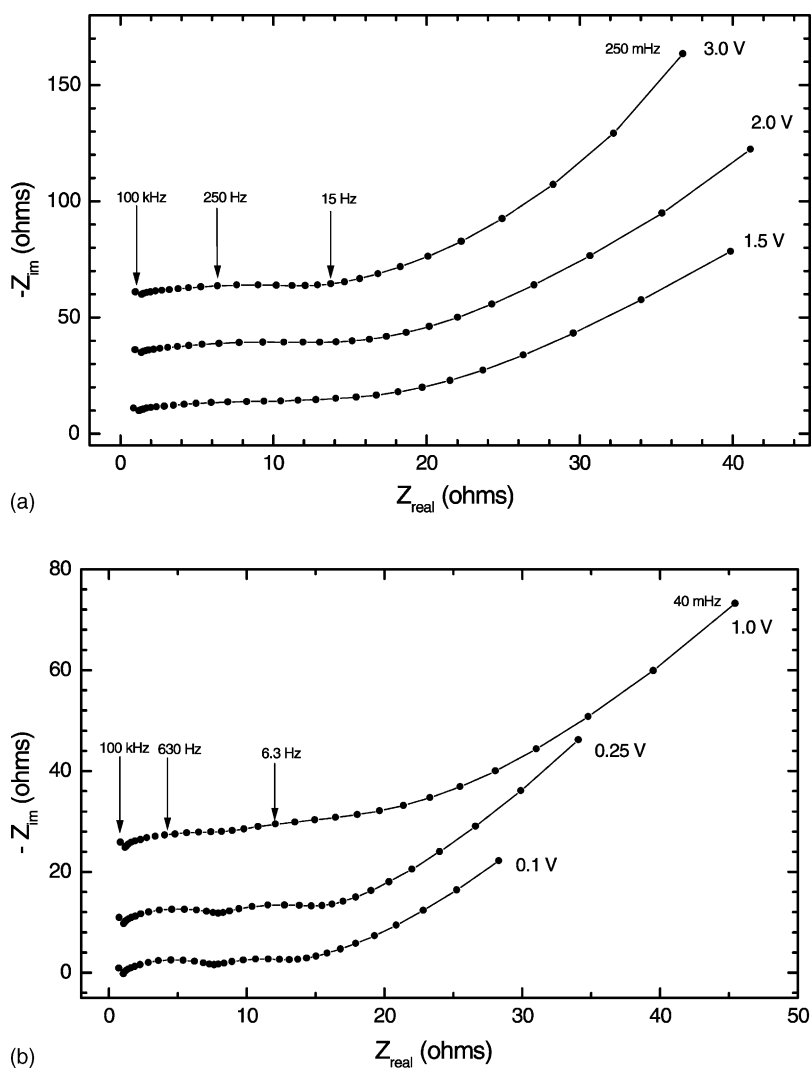 250 mHz 3.0 V
150
2.0 V
100 kHz 250 Hz 15 Hz
1.5 V
100
50
0
-Z_im (ohms)
0 10 20 30 40
Z_real (ohms)
(a)
80
40 mHz
1.0 V
60
100 kHz 630 Hz 6.3 Hz
0.25 V
40
0.1 V
20
0
- Z_im (ohms)
0 10 20 30 40 50
Z_real (ohms)
(b)